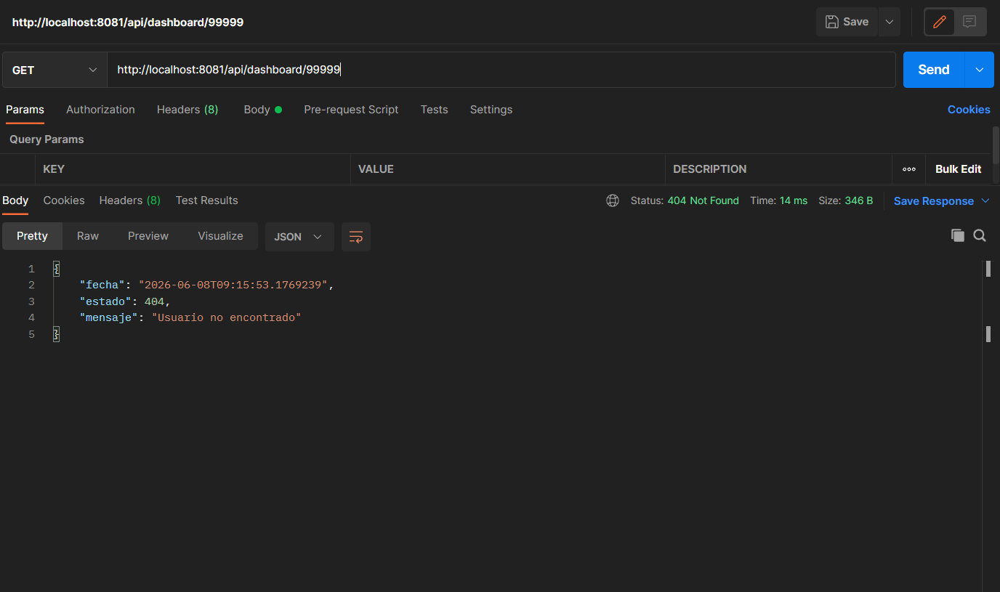 http://localhost:8081/api/dashboard/99999 Save
GET http://localhost:8081/api/dashboard/99999 Send
Params Authorization Headers (8) Body Pre-request Script Tests Settings Cookies
Query Params
KEY VALUE DESCRIPTION ooo Bulk Edit
Body Cookies Headers (8) Test Results Status: 404 Not Found Time: 14 ms Size: 346 B Save Response
Pretty Raw Preview Visualize JSON
1 {
2 "fecha": "2026-06-08T09:15:53.1769239",
3 "estado": 404,
4 "mensaje": "Usuario no encontrado"
5 }